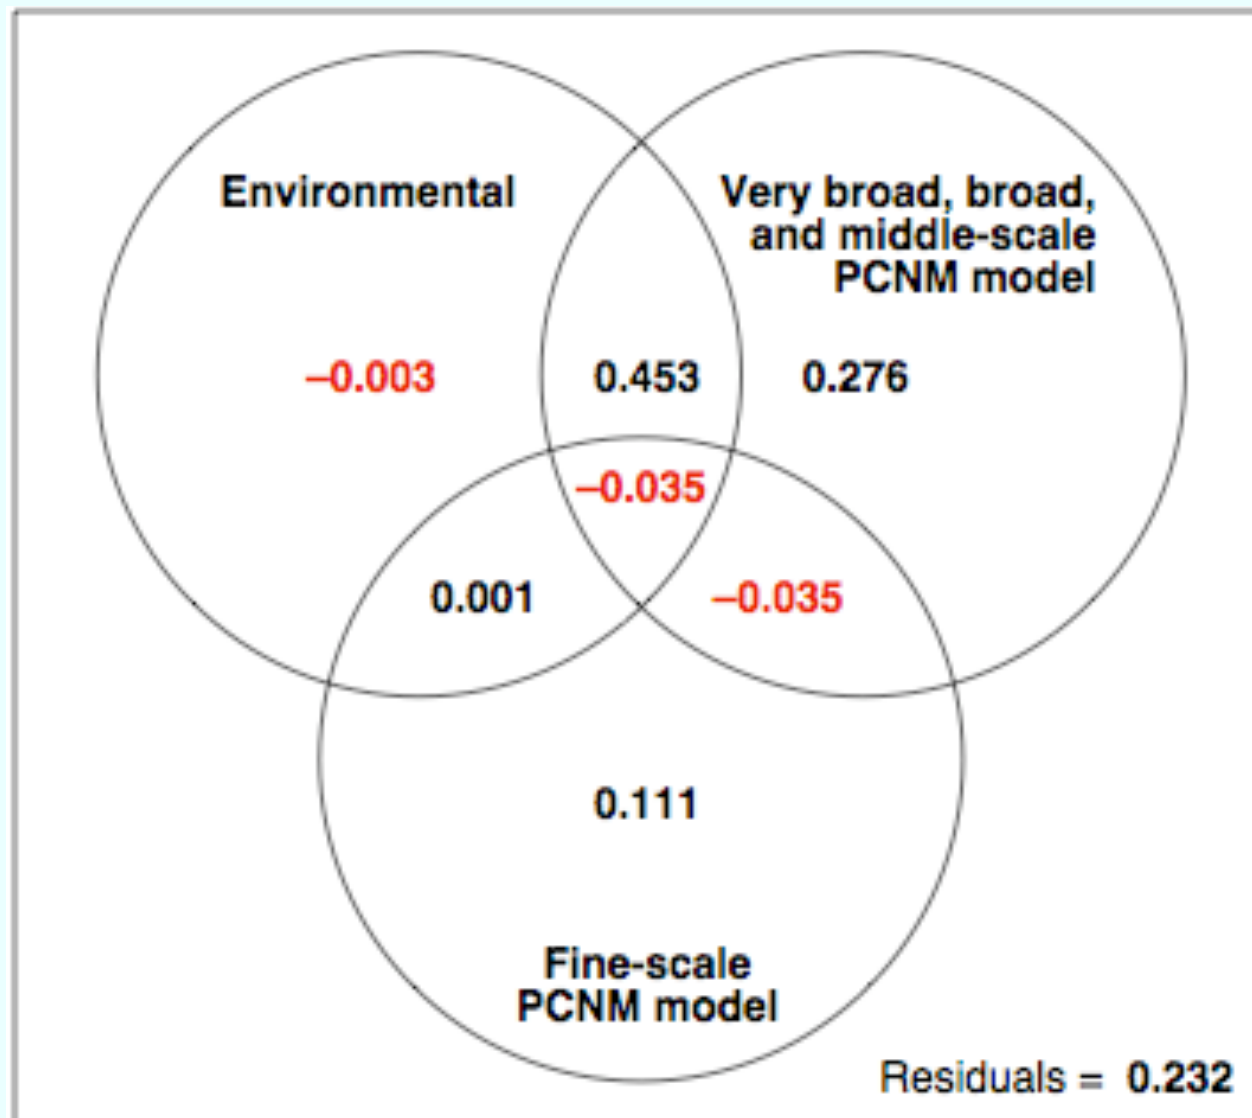 Environmental
Very broad, broad,
and middle-scale
PCNM model
–0.003
0.453
0.276
–0.035
0.001
–0.035
0.111
Fine-scale
PCNM model
Residuals = 0.232